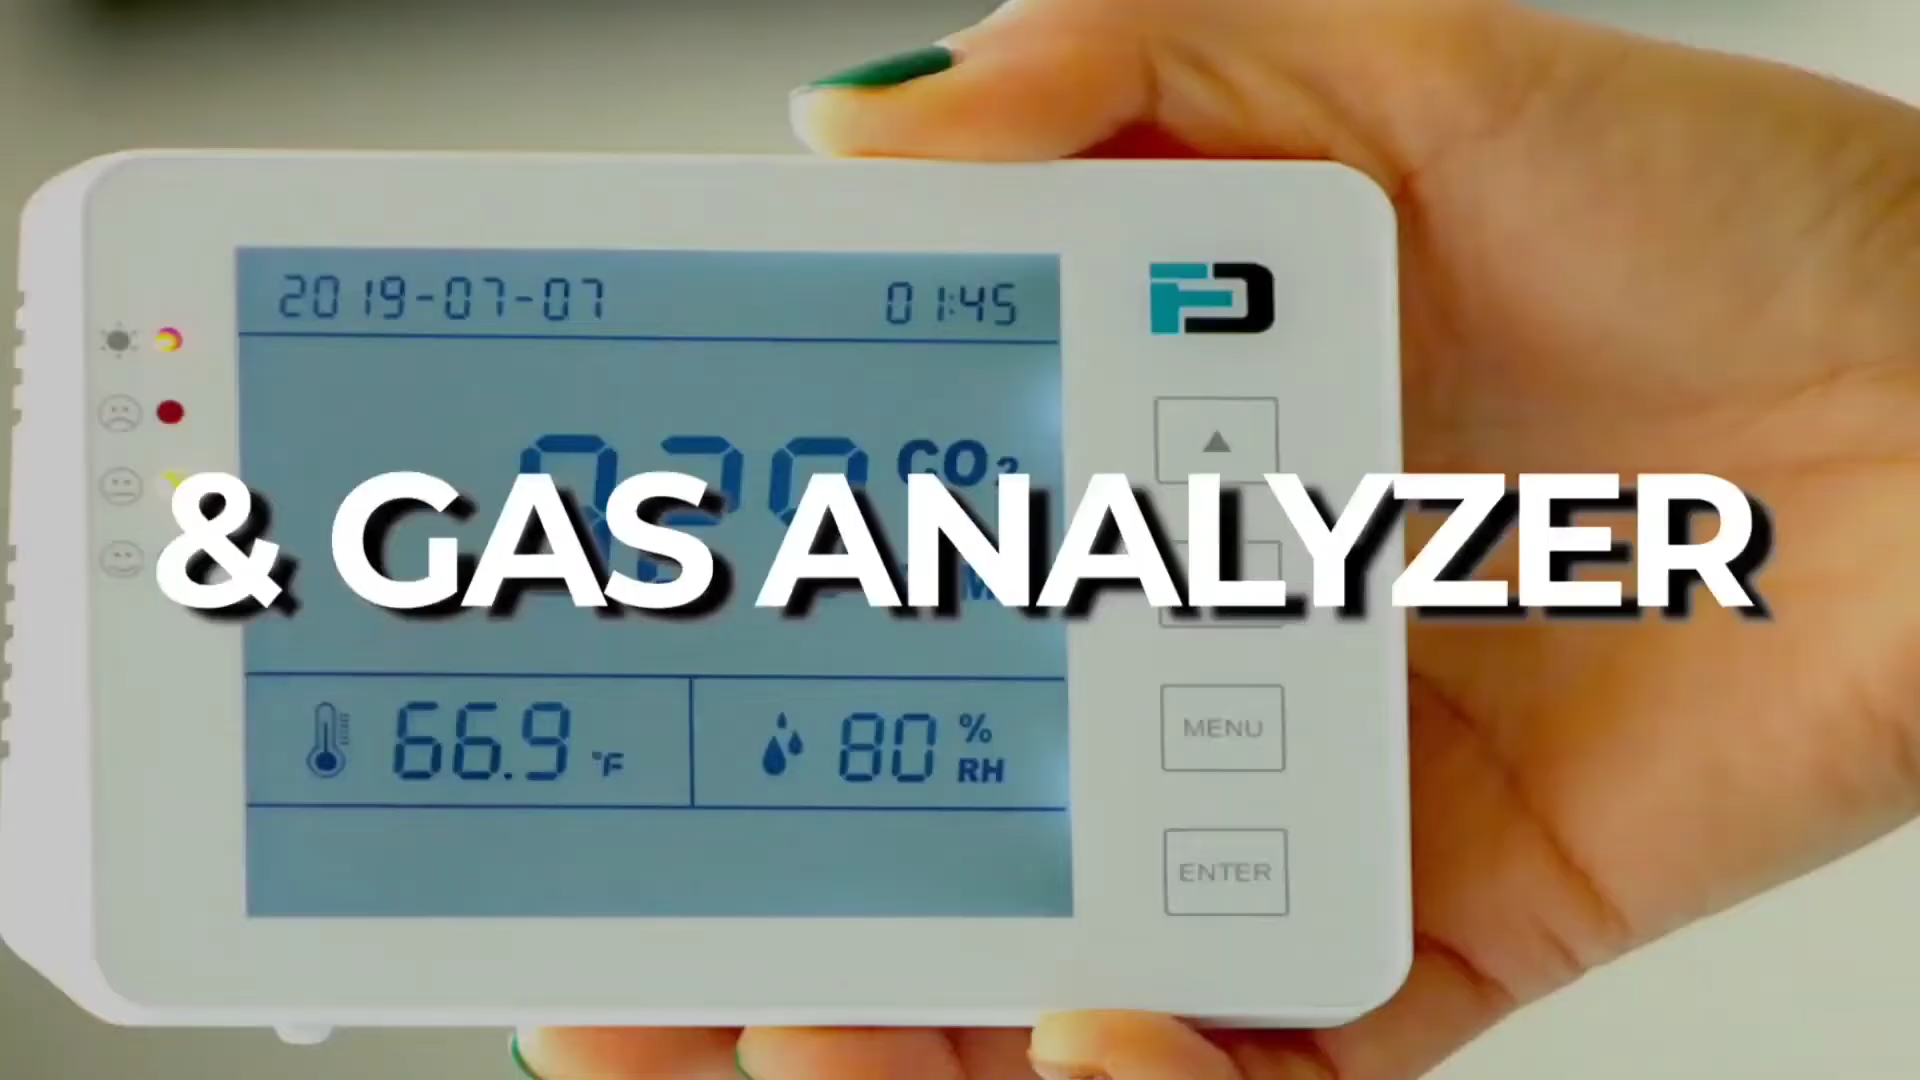 2019-07-07 01:45
CO₂
& GAS ANALYZER
66.9 °F 80 % RH
MENU
ENTER